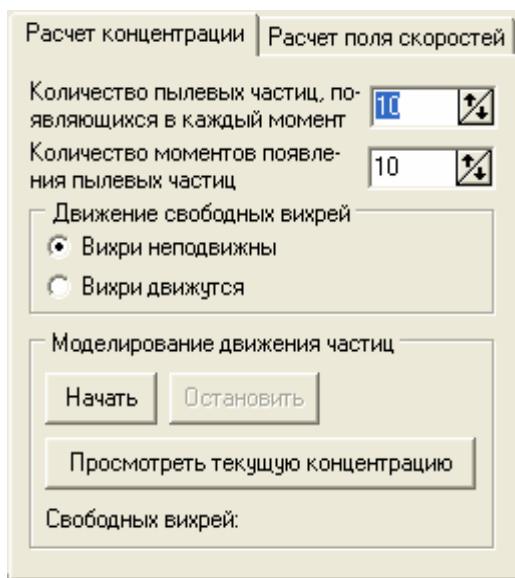 Расчет концентрации Расчет поля скоростей
Количество пылевых частиц, по-
являющихся в каждый момент 10
Количество моментов появле-
ния пылевых частиц 10
Движение свободных вихрей
Вихри неподвижны
Вихри движутся
Моделирование движения частиц
Начать Остановить
Просмотреть текущую концентрацию
Свободных вихрей: